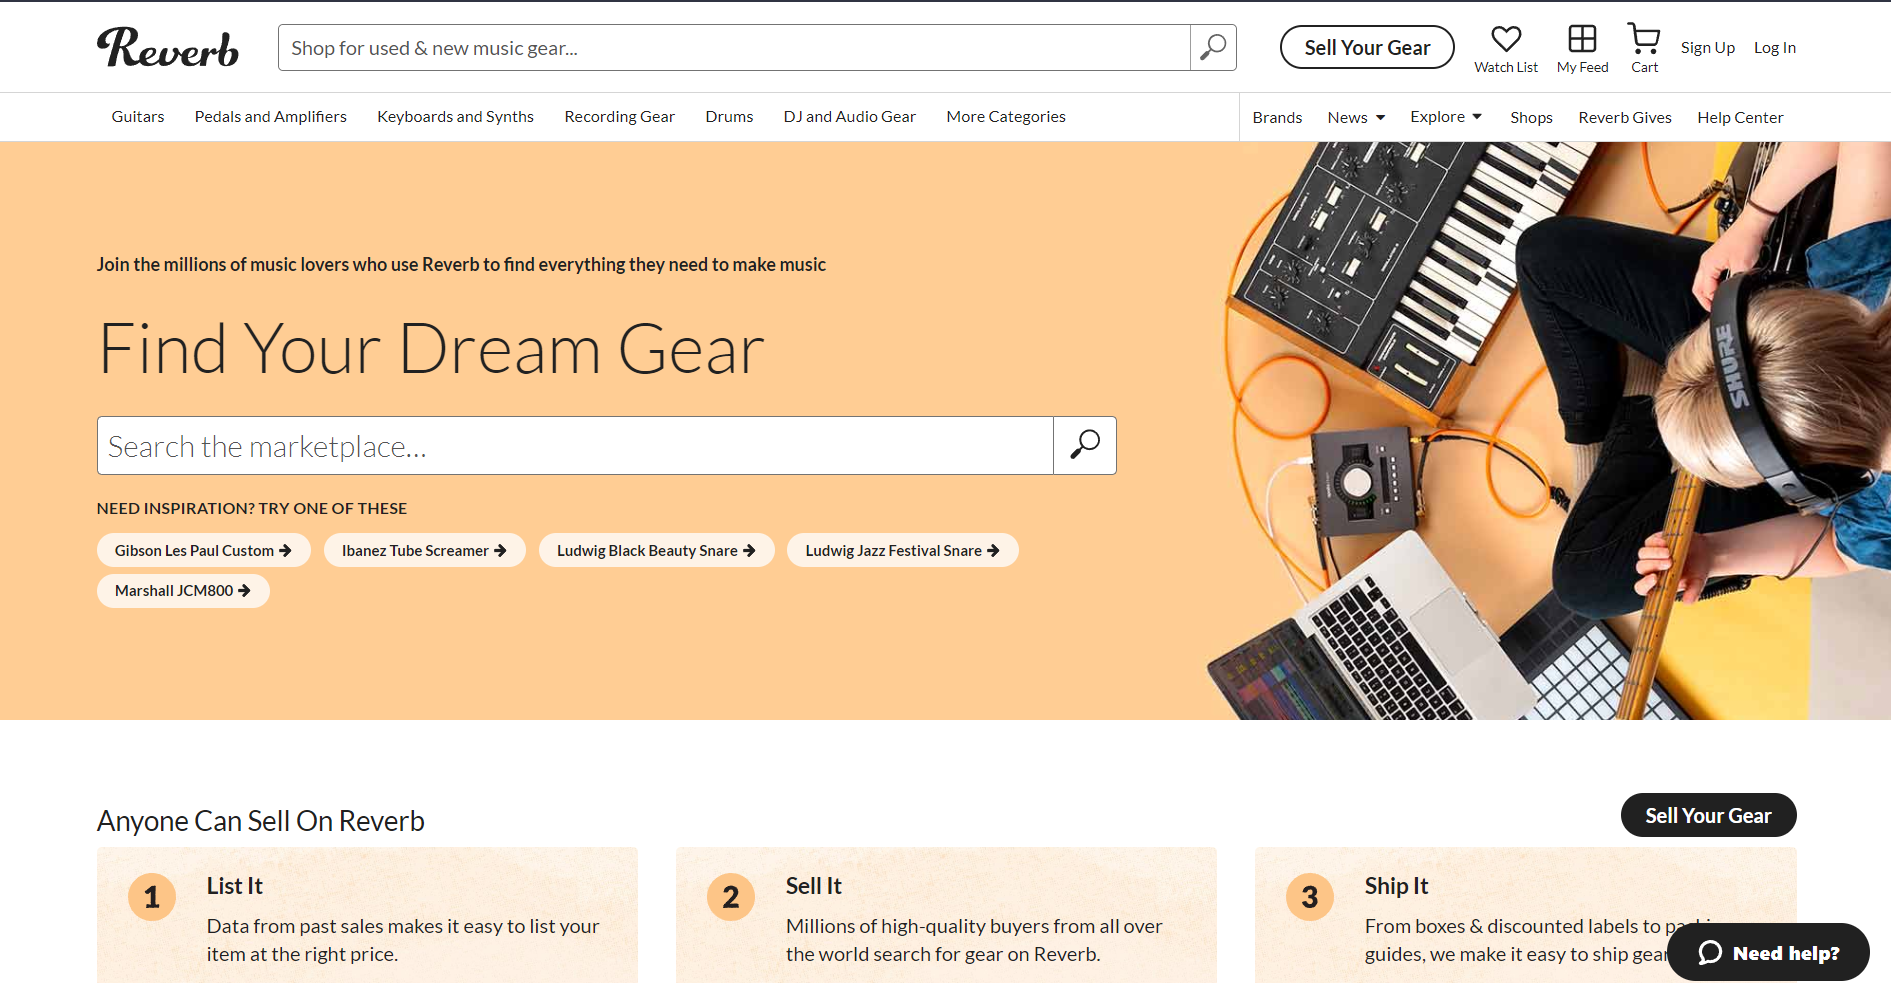 Reverb
Shop for used & new music gear...
Sell Your Gear
Watch List
My Feed
Cart
Sign Up
Log In
Guitars
Pedals and Amplifiers
Keyboards and Synths
Recording Gear
Drums
DJ and Audio Gear
More Categories
Brands
News
Explore
Shops
Reverb Gives
Help Center
Join the millions of music lovers who use Reverb to find everything they need to make music
Find Your Dream Gear
Search the marketplace...
NEED INSPIRATION? TRY ONE OF THESE
Gibson Les Paul Custom
Ibanez Tube Screamer
Ludwig Black Beauty Snare
Ludwig Jazz Festival Snare
Marshall JCM800
SHURE
Anyone Can Sell On Reverb
Sell Your Gear
1
List It
Data from past sales makes it easy to list your
item at the right price.
2
Sell It
Millions of high-quality buyers from all over
the world search for gear on Reverb.
3
Ship It
From boxes & discounted labels to
guides, we make it easy to ship gear
Need help?